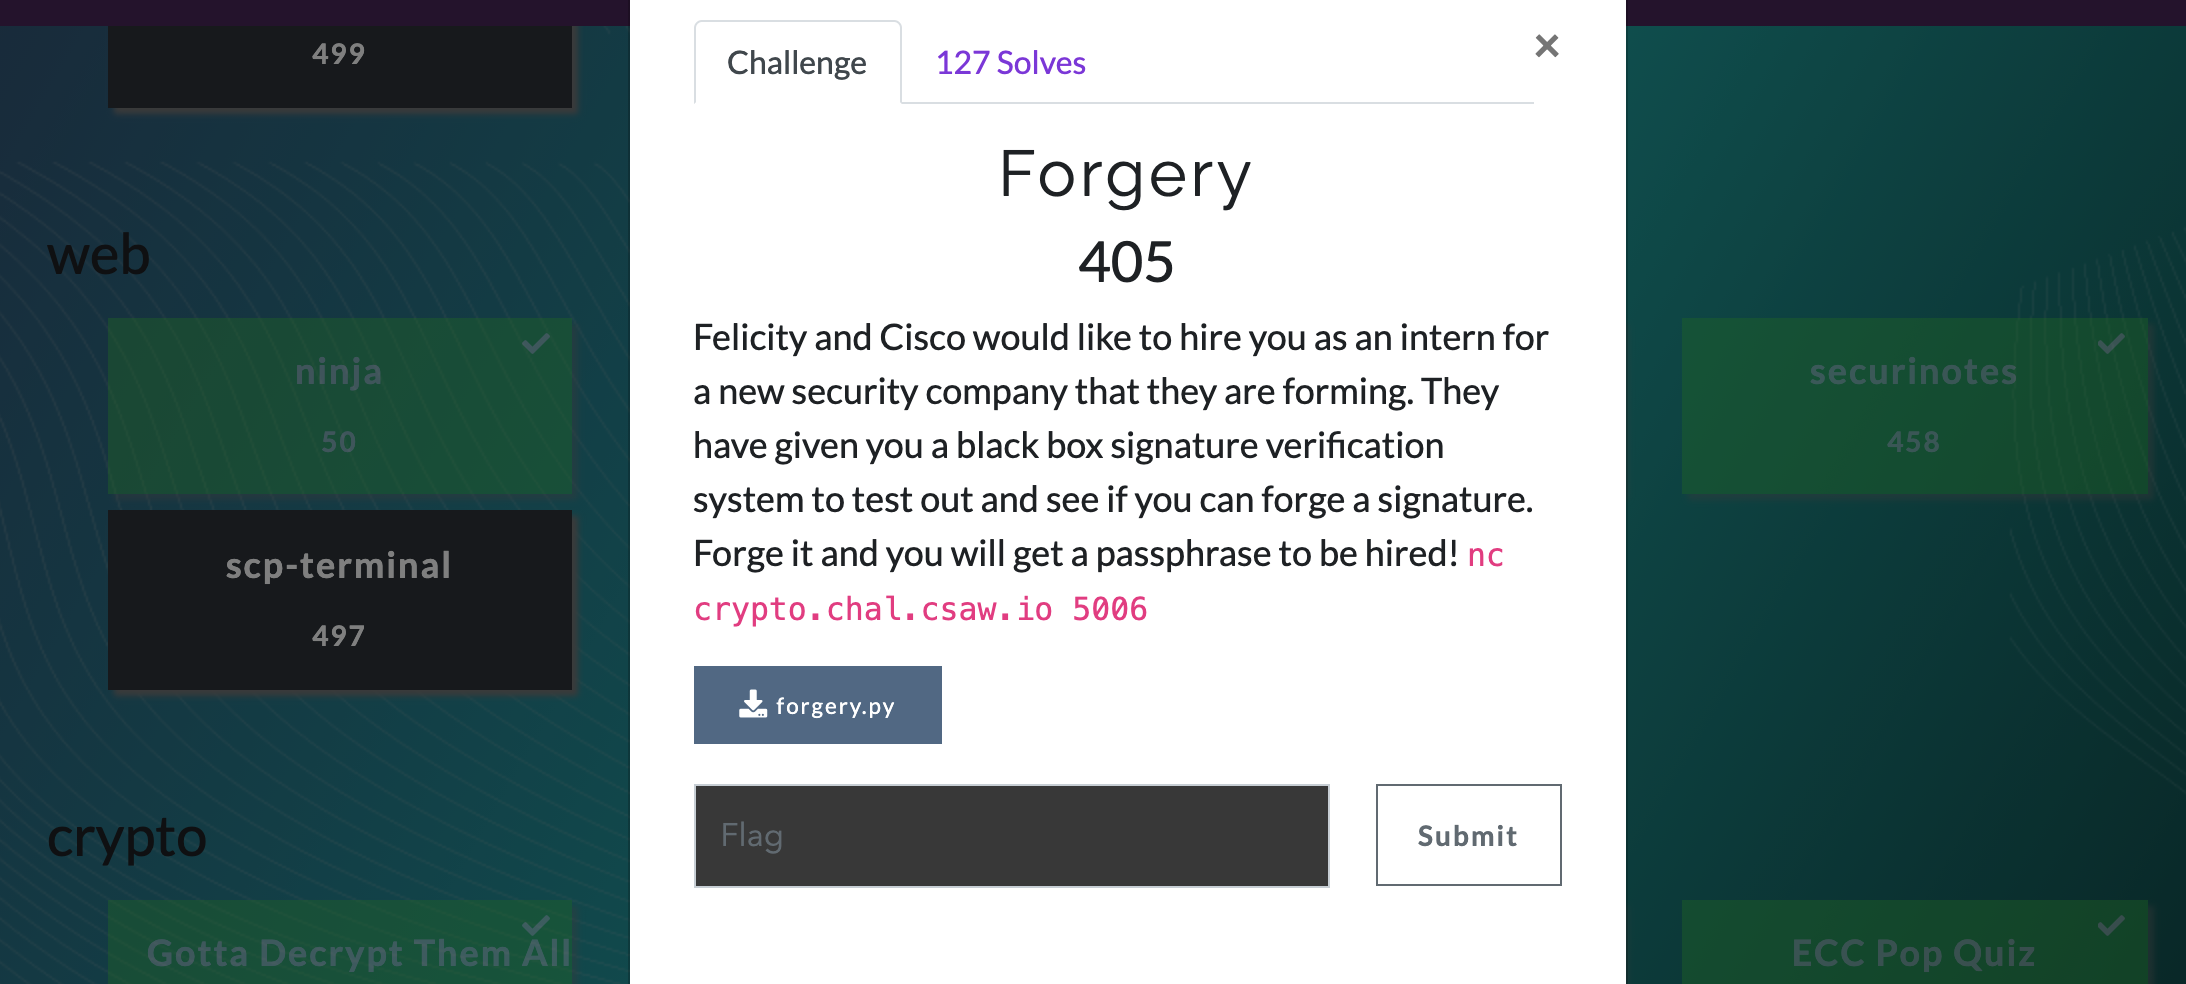 499
Challenge
127 Solves
×
Forgery
405
Felicity and Cisco would like to hire you as an intern for
a new security company that they are forming. They
have given you a black box signature verification
system to test out and see if you can forge a signature.
Forge it and you will get a passphrase to be hired! nc
crypto.chal.csaw.io 5006
forgery.py
Flag
Submit
web
ninja
50
scp-terminal
497
securinotes
458
crypto
Gotta Decrypt Them All
ECC Pop Quiz